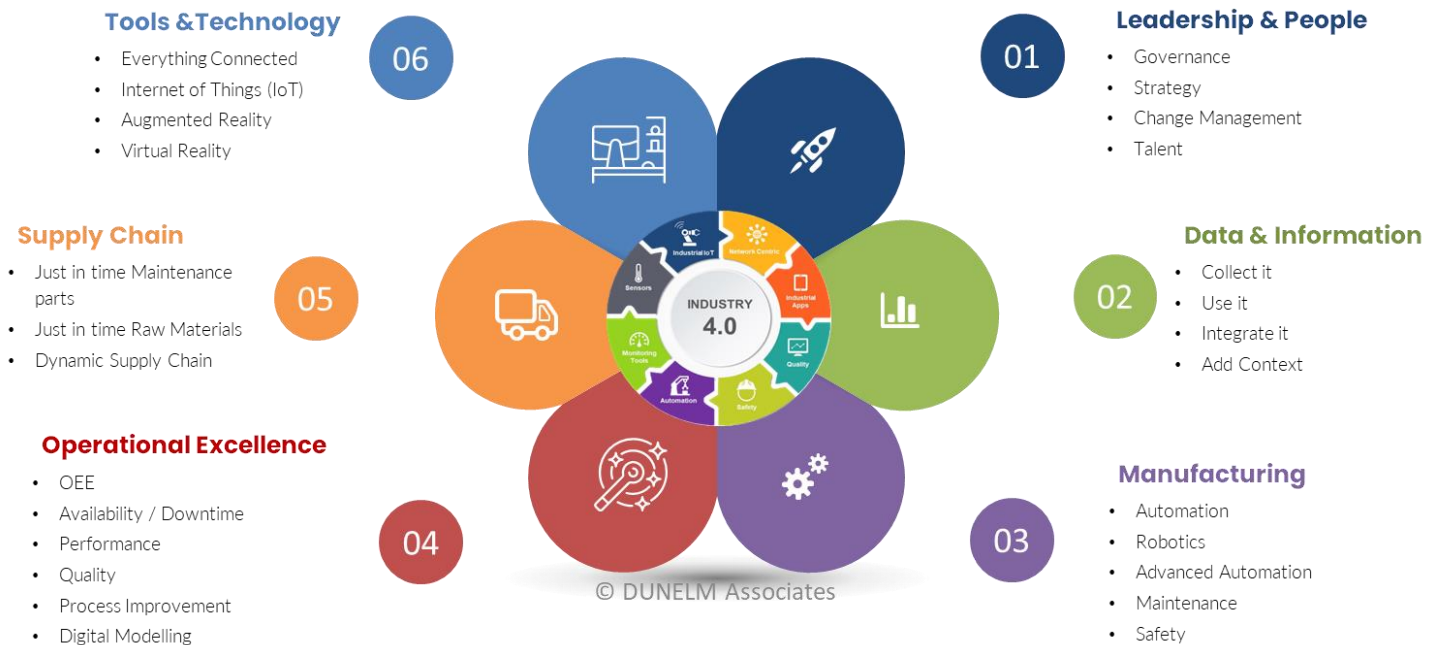 Tools &Technology
• Everything Connected
• Internet of Things (IoT)
• Augmented Reality
• Virtual Reality
06
01
Leadership & People
• Governance
• Strategy
• Change Management
• Talent
Supply Chain
• Just in time Maintenance
parts
• Just in time Raw Materials
• Dynamic Supply Chain
05
Industrial IoT
Network Centric
Sensors
Industrial
Apps
INDUSTRY
4.0
Monitoring
Tools
Quality
Automation
Safety
02
Data & Information
• Collect it
• Use it
• Integrate it
• Add Context
Operational Excellence
• OEE
• Availability / Downtime
• Performance
• Quality
• Process Improvement
• Digital Modelling
04
03
Manufacturing
• Automation
• Robotics
• Advanced Automation
• Maintenance
• Safety
© DUNELM Associates